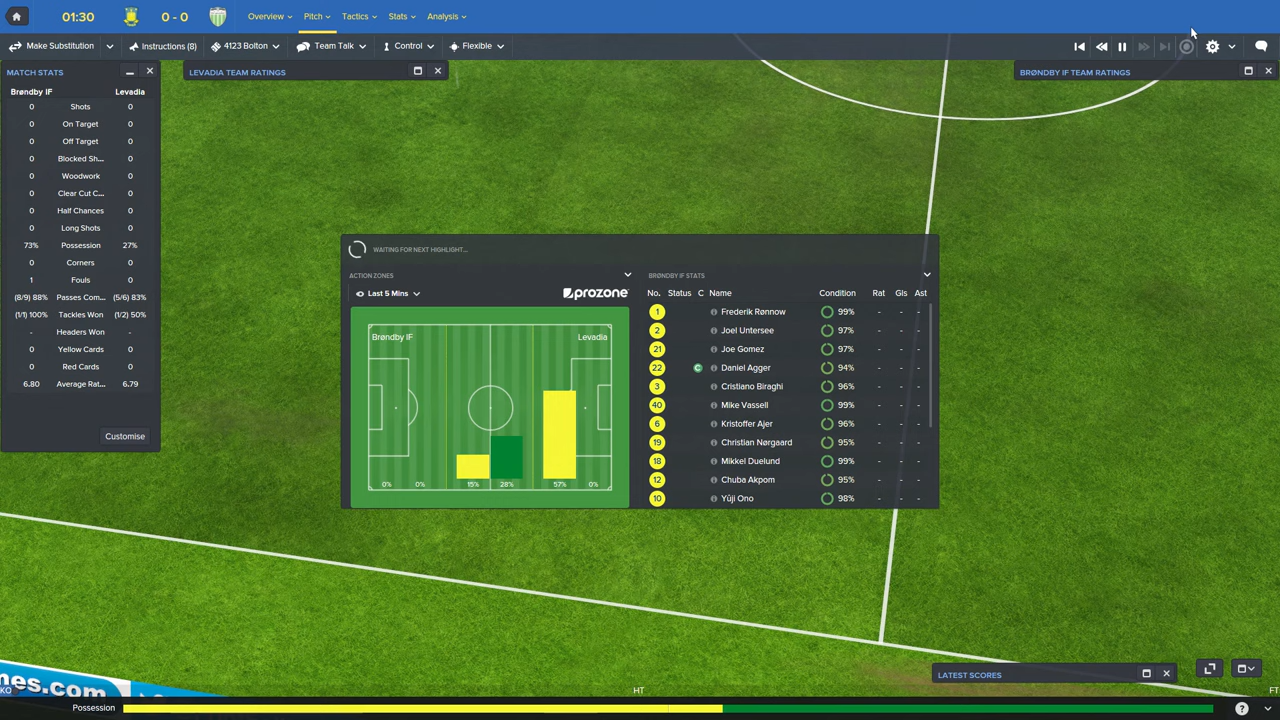 01:30 0 - 0 Overview Pitch Tactics Stats Analysis
Make Substitution Instructions (8) 4123 Bolton Team Talk Control Flexible
MATCH STATS
Brøndby IF Levadia
0 Shots 0
0 On Target 0
0 Off Target 0
0 Blocked Sh... 0
0 Woodwork 0
0 Clear Cut C... 0
0 Half Chances 0
0 Long Shots 0
73% Possession 27%
0 Corners 0
1 Fouls 0
(8/9) 88% Passes Com... (5/6) 83%
(1/1) 100% Tackles Won (1/2) 50%
- Headers Won -
0 Yellow Cards 0
0 Red Cards 0
6.80 Average Rat... 6.79
Customise
LEVADIA TEAM RATINGS
BRØNDBY IF TEAM RATINGS
WAITING FOR NEXT HIGHLIGHT...
ACTION ZONES
Last 5 Mins prozone
Brøndby IF Levadia
0% 0% 15% 28% 57% 0%
BRØNDBY IF STATS
No. Status C Name Condition Rat Gls Ast
1 Frederik Rønnow 99% - - -
2 Joel Untersee 97% - - -
21 Joe Gomez 97% - - -
22 C Daniel Agger 94% - - -
3 Cristiano Biraghi 96% - - -
40 Mike Vassell 99% - - -
6 Kristoffer Ajer 96% - - -
19 Christian Nørgaard 95% - - -
18 Mikkel Duelund 99% - - -
12 Chuba Akpom 95% - - -
10 Yūji Ono 98% - - -
LATEST SCORES
mes.com
KO HT FT
Possession ?